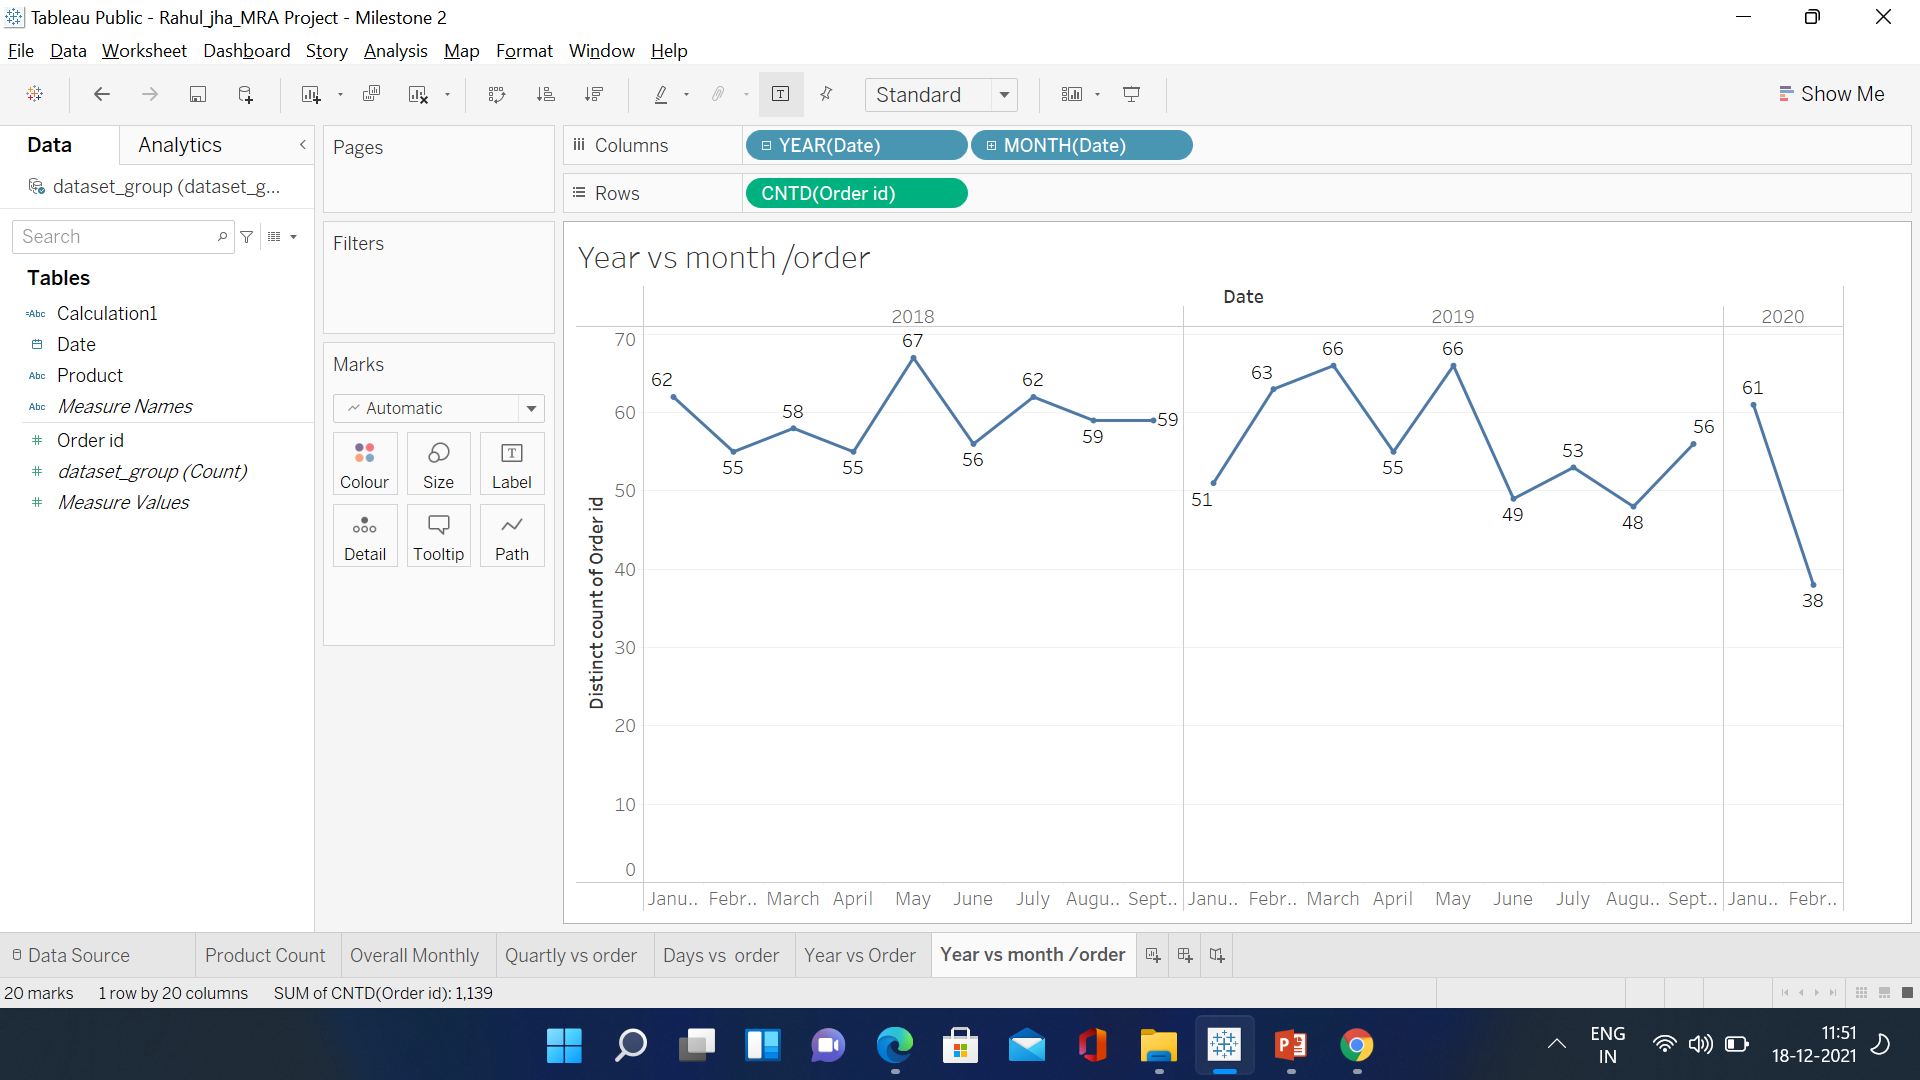 Tableau Public - Rahul_jha_MRA Project - Milestone 2
File Data Worksheet Dashboard Story Analysis Map Format Window Help
Standard
Show Me
Data Analytics
dataset_group (dataset_g...
Search
Tables
=Abc Calculation1
Date
Abc Product
Abc Measure Names
# Order id
# dataset_group (Count)
# Measure Values
Pages
Filters
Marks
Automatic
Colour Size Label
Detail Tooltip Path
Columns YEAR(Date) MONTH(Date)
Rows CNTD(Order id)
Year vs month /order
Date
2018 2019 2020
Distinct count of Order id
70
60
50
40
30
20
10
0
62 55 58 55 67 56 62 59 59
51 63 66 55 66 49 53 48 56
61 38
Janu.. Febr.. March April May June July Augu.. Sept.. Janu.. Febr.. March April May June July Augu.. Sept.. Janu.. Febr..
Data Source Product Count Overall Monthly Quartly vs order Days vs order Year vs Order Year vs month /order
20 marks 1 row by 20 columns SUM of CNTD(Order id): 1,139
ENG
IN
11:51
18-12-2021